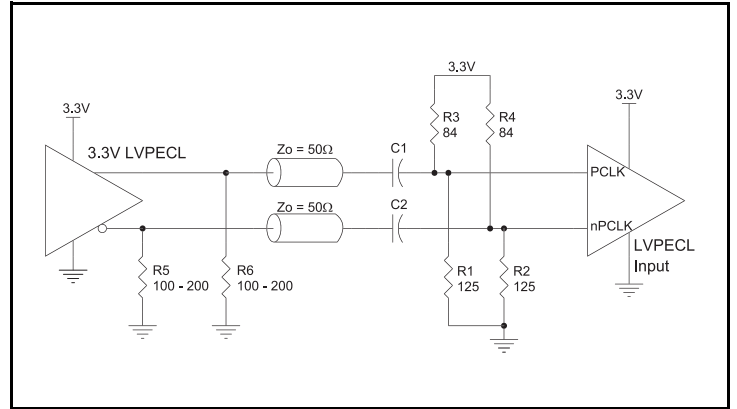 3.3V
3.3V LVPECL
Zo = 50Ω
Zo = 50Ω
C1
C2
3.3V
R3
84
R4
84
3.3V
PCLK
nPCLK
LVPECL
Input
R5
100 - 200
R6
100 - 200
R1
125
R2
125